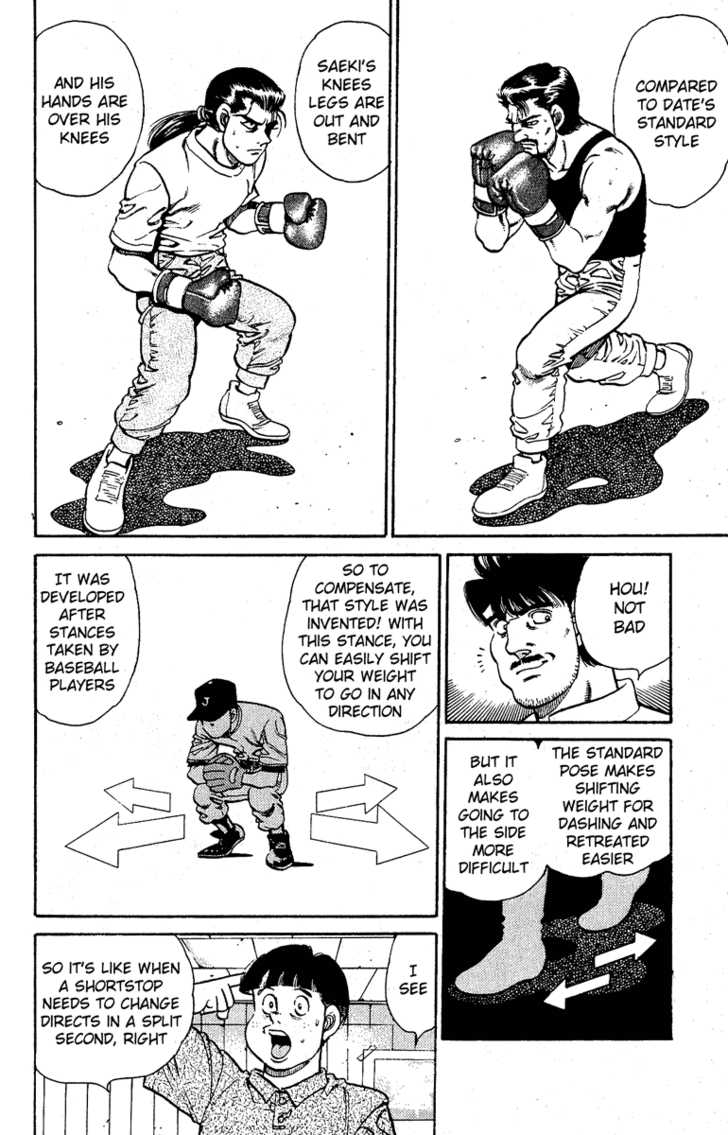 COMPARED
TO DATE'S
STANDARD
STYLE
SAEKI'S
KNEES
LEGS ARE
OUT AND
BENT
AND HIS
HANDS ARE
OVER HIS
KNEES
HOU!
NOT
BAD
THE STANDARD
POSE MAKES
SHIFTING
WEIGHT FOR
DASHING AND
RETREATED
EASIER
BUT IT
ALSO
MAKES
GOING TO
THE SIDE
MORE
DIFFICULT
SO TO
COMPENSATE,
THAT STYLE WAS
INVENTED! WITH
THIS STANCE, YOU
CAN EASILY SHIFT
YOUR WEIGHT
TO GO IN ANY
DIRECTION
IT WAS
DEVELOPED
AFTER
STANCES
TAKEN BY
BASEBALL
PLAYERS
J
I
SEE
SO IT'S LIKE WHEN
A SHORTSTOP
NEEDS TO CHANGE
DIRECTS IN A SPLIT
SECOND, RIGHT